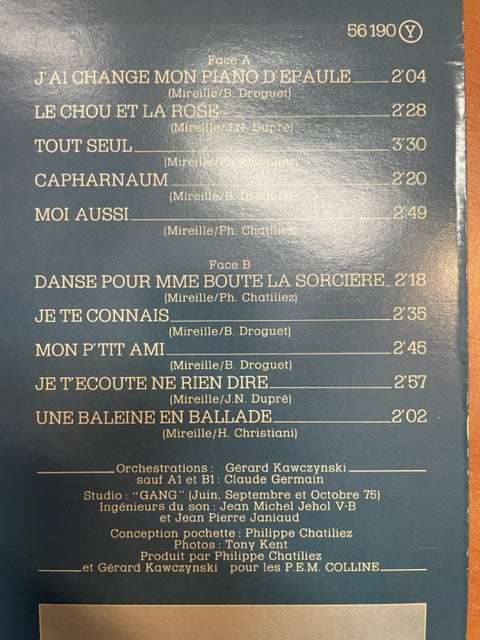 56 190 Y
Face A
J'AI CHANGE MON PIANO D'EPAULE 2'04
(Mireille/B. Droguet)
LE CHOU ET LA ROSE 2'28
(Mireille/J.N. Dupré)
TOUT SEUL 3'30
(Mireille/Ph. Chatiliez)
CAPHARNAUM 2'20
(Mireille/B. Droguet)
MOI AUSSI 2'49
(Mireille/Ph. Chatiliez)
Face B
DANSE POUR MME BOUTE LA SORCIERE 2'18
(Mireille/Ph. Chatiliez)
JE TE CONNAIS 2'35
(Mireille/B. Droguet)
MON P'TIT AMI 2'45
(Mireille/B. Droguet)
JE T'ECOUTE NE RIEN DIRE 2'57
(Mireille/J.N. Dupré)
UNE BALEINE EN BALLADE 2'02
(Mireille/H. Christiani)
Orchestrations : Gérard Kawczynski
sauf A1 et B1 : Claude Germain
Studio : "GANG" (Juin, Septembre et Octobre 75)
Ingénieurs du son : Jean Michel Jehol V-B
et Jean Pierre Janiaud
Conception pochette : Philippe Chatiliez
Photos : Tony Kent
Produit par Philippe Chatiliez
et Gérard Kawczynski pour les P.E.M. COLLINE